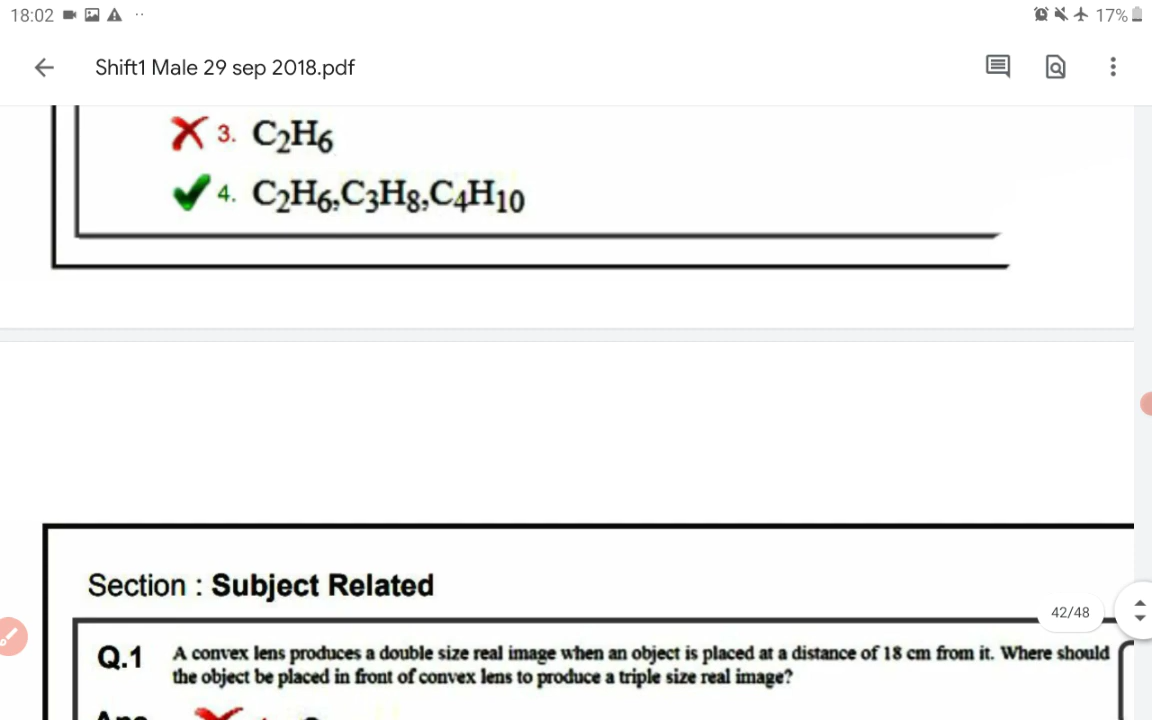 18:02
17%
Shift1 Male 29 sep 2018.pdf
3. C₂H₆
4. C₂H₆,C₃H₈,C₄H₁₀
Section : Subject Related
42/48
Q.1 A convex lens produces a double size real image when an object is placed at a distance of 18 cm from it. Where should
the object be placed in front of convex lens to produce a triple size real image?